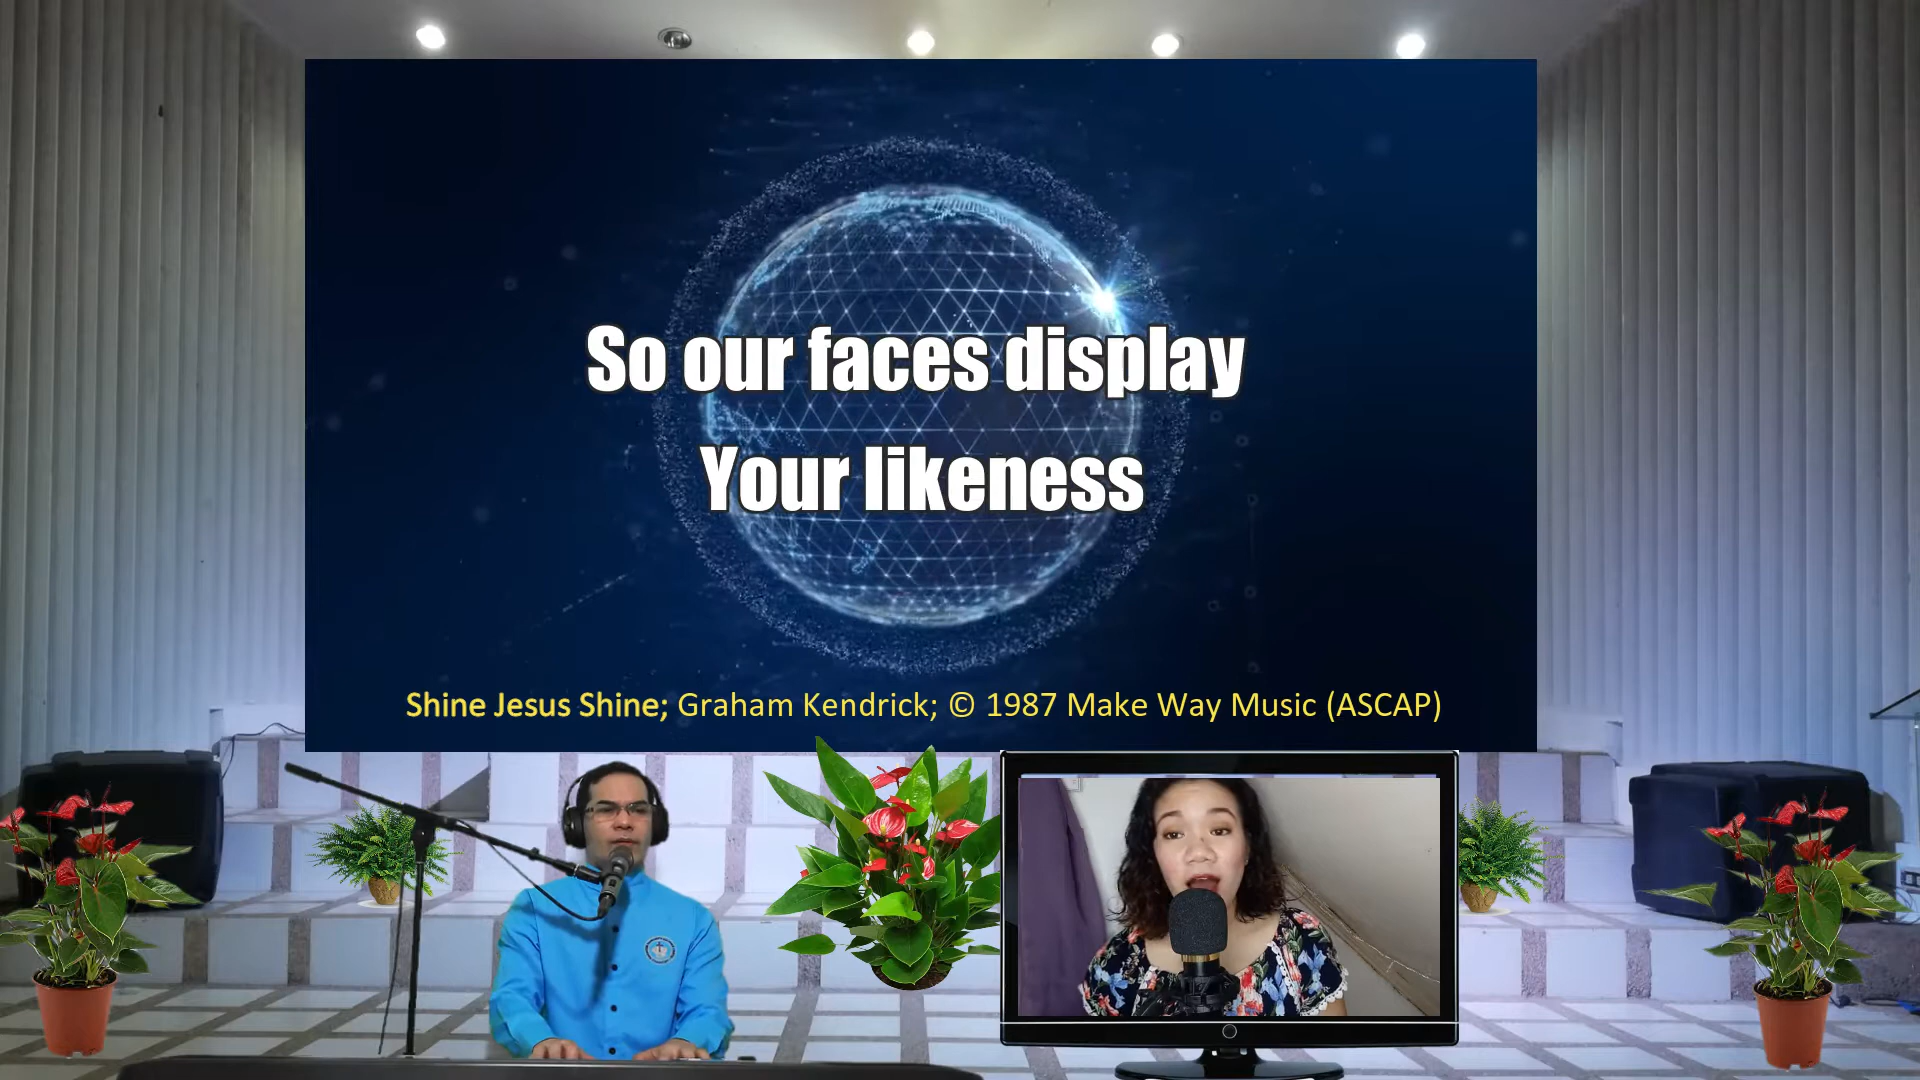 So our faces display
Your likeness
Shine Jesus Shine; Graham Kendrick; © 1987 Make Way Music (ASCAP)